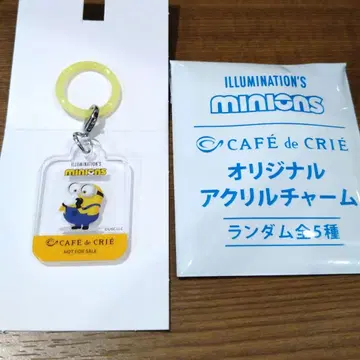 ILLUMINATION'S
minions
CAFÉ de CRIÉ
NOT FOR SALE
ILLUMINATION'S
minions
CAFÉ de CRIÉ
オリジナル
アクリルチャーム
ランダム全5種